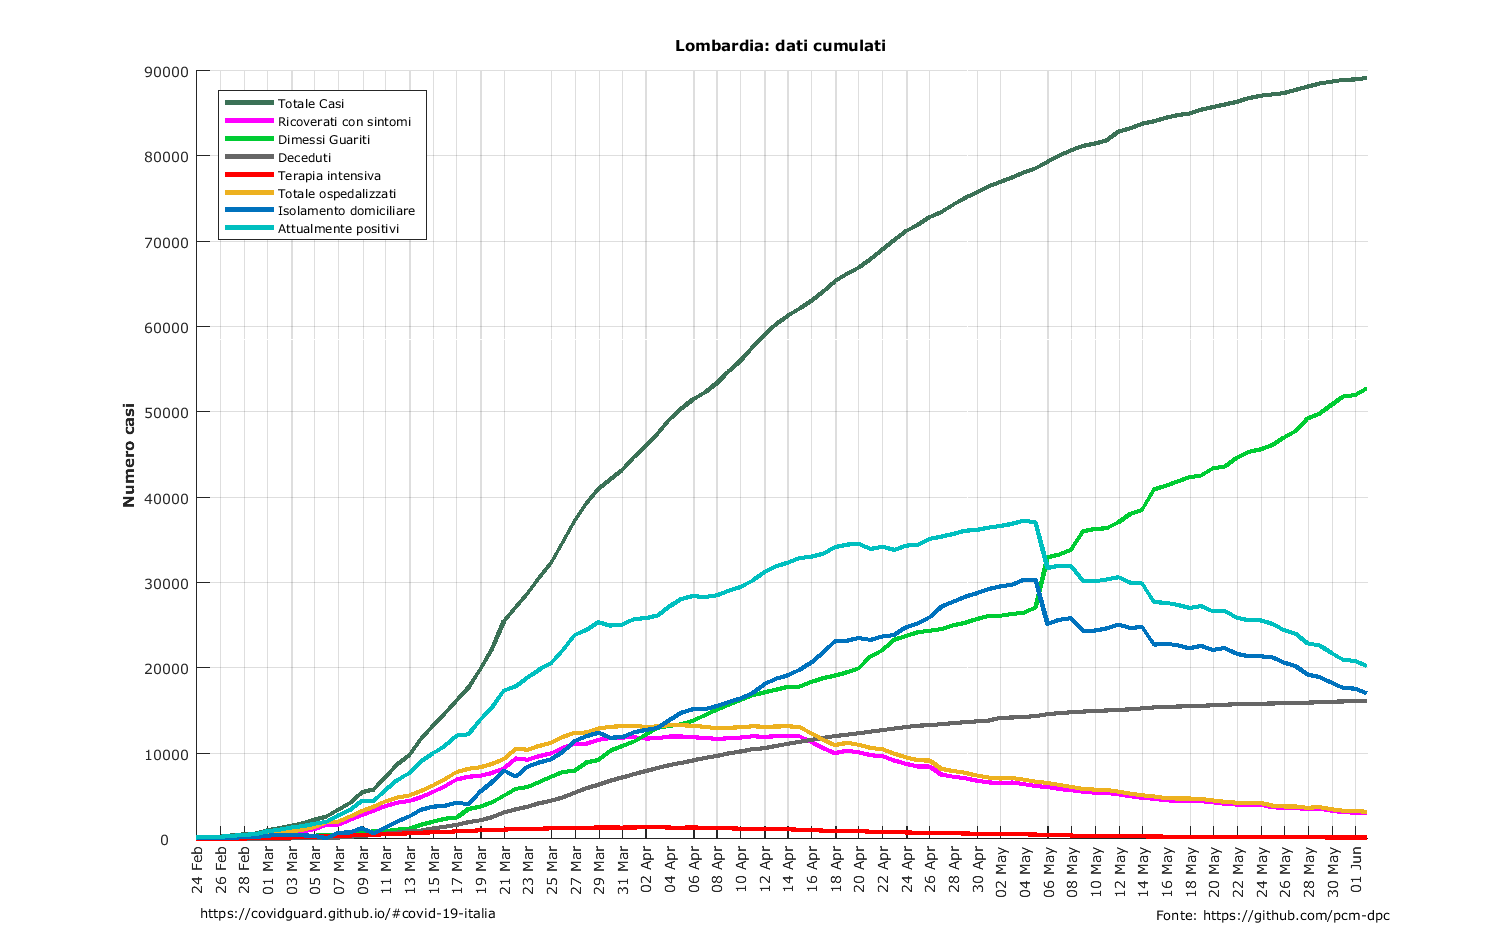 Lombardia: dati cumulati
Numero casi
90000
80000
70000
60000
50000
40000
30000
20000
10000
0
Totale Casi
Ricoverati con sintomi
Dimessi Guariti
Deceduti
Terapia intensiva
Totale ospedalizzati
Isolamento domiciliare
Attualmente positivi
24 Feb
26 Feb
28 Feb
01 Mar
03 Mar
05 Mar
07 Mar
09 Mar
11 Mar
13 Mar
15 Mar
17 Mar
19 Mar
21 Mar
23 Mar
25 Mar
27 Mar
29 Mar
31 Mar
02 Apr
04 Apr
06 Apr
08 Apr
10 Apr
12 Apr
14 Apr
16 Apr
18 Apr
20 Apr
22 Apr
24 Apr
26 Apr
28 Apr
30 Apr
02 May
04 May
06 May
08 May
10 May
12 May
14 May
16 May
18 May
20 May
22 May
24 May
26 May
28 May
30 May
01 Jun
https://covidguard.github.io/#covid-19-italia
Fonte: https://github.com/pcm-dpc